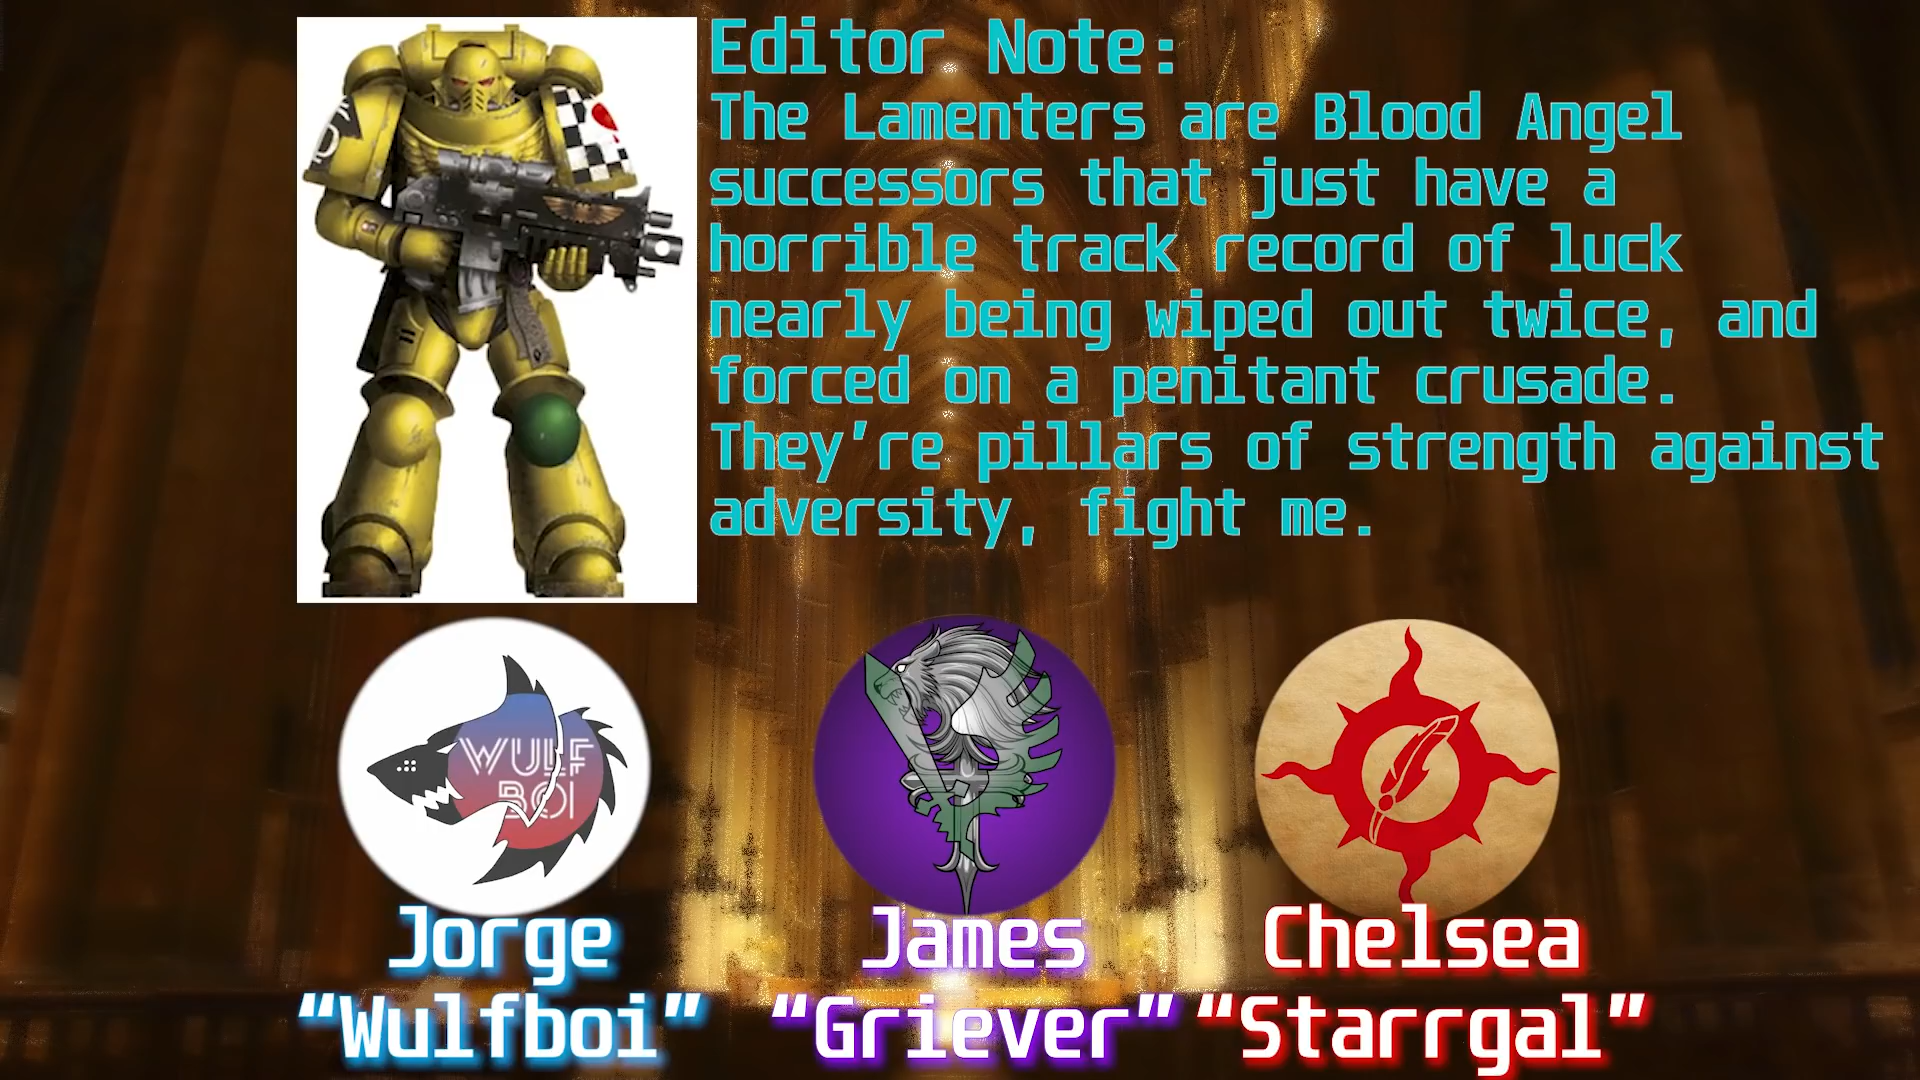 Editor Note:
The Lamenters are Blood Angel
successors that just have a
horrible track record of luck
nearly being wiped out twice, and
forced on a penitant crusade.
They're pillars of strength against
adversity, fight me.
WULF
BOI
Jorge
“Wulfboi”
James
“Griever”
Chelsea
“Starrgal”